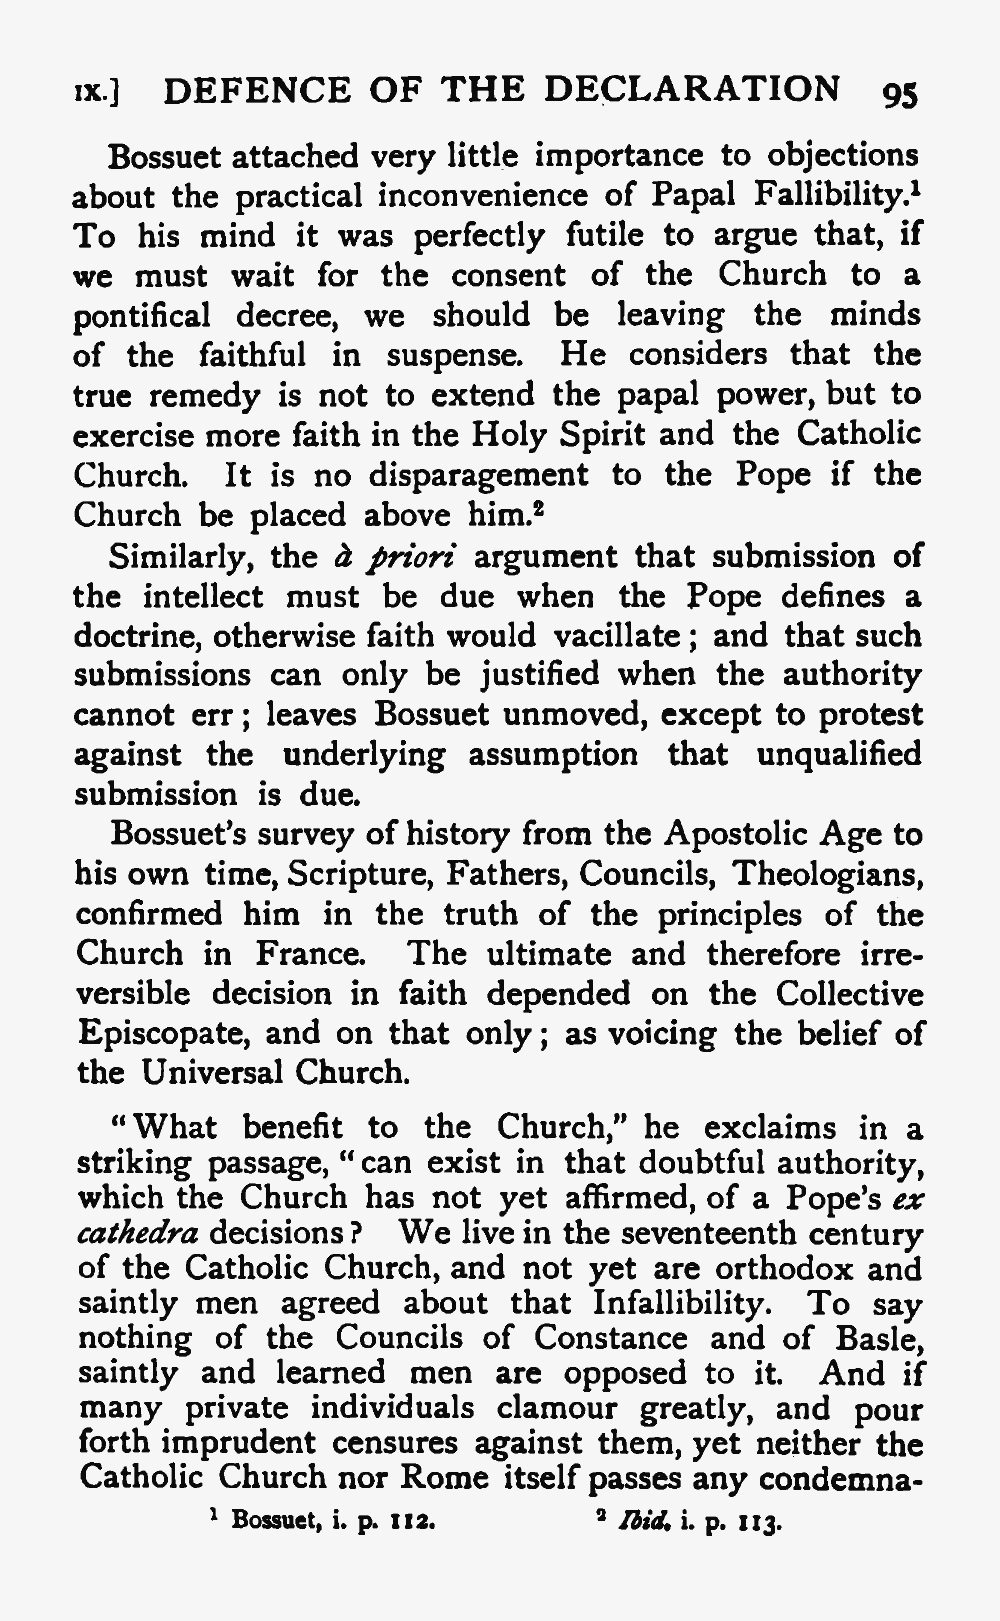 IX.] DEFENCE OF THE DECLARATION 95
Bossuet attached very little importance to objections
about the practical inconvenience of Papal Fallibility.¹
To his mind it was perfectly futile to argue that, if
we must wait for the consent of the Church to a
pontifical decree, we should be leaving the minds
of the faithful in suspense. He considers that the
true remedy is not to extend the papal power, but to
exercise more faith in the Holy Spirit and the Catholic
Church. It is no disparagement to the Pope if the
Church be placed above him.²
Similarly, the à priori argument that submission of
the intellect must be due when the Pope defines a
doctrine, otherwise faith would vacillate ; and that such
submissions can only be justified when the authority
cannot err ; leaves Bossuet unmoved, except to protest
against the underlying assumption that unqualified
submission is due.
Bossuet's survey of history from the Apostolic Age to
his own time, Scripture, Fathers, Councils, Theologians,
confirmed him in the truth of the principles of the
Church in France. The ultimate and therefore irre-
versible decision in faith depended on the Collective
Episcopate, and on that only ; as voicing the belief of
the Universal Church.
"What benefit to the Church," he exclaims in a
striking passage, "can exist in that doubtful authority,
which the Church has not yet affirmed, of a Pope's ex
cathedra decisions ? We live in the seventeenth century
of the Catholic Church, and not yet are orthodox and
saintly men agreed about that Infallibility. To say
nothing of the Councils of Constance and of Basle,
saintly and learned men are opposed to it. And if
many private individuals clamour greatly, and pour
forth imprudent censures against them, yet neither the
Catholic Church nor Rome itself passes any condemna-
¹ Bossuet, i. p. 112. ² Ibid. i. p. 113.